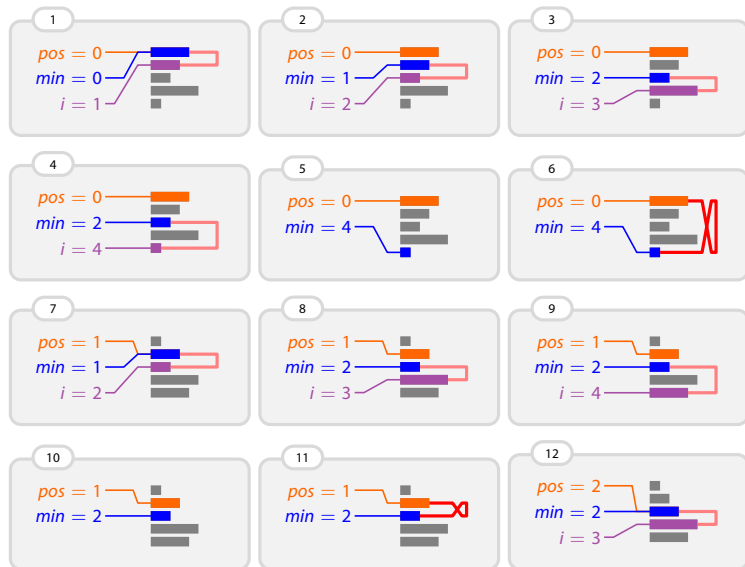 1
pos = 0
min = 0
i = 1
2
pos = 0
min = 1
i = 2
3
pos = 0
min = 2
i = 3
4
pos = 0
min = 2
i = 4
5
pos = 0
min = 4
6
pos = 0
min = 4
7
pos = 1
min = 1
i = 2
8
pos = 1
min = 2
i = 3
9
pos = 1
min = 2
i = 4
10
pos = 1
min = 2
11
pos = 1
min = 2
12
pos = 2
min = 2
i = 3